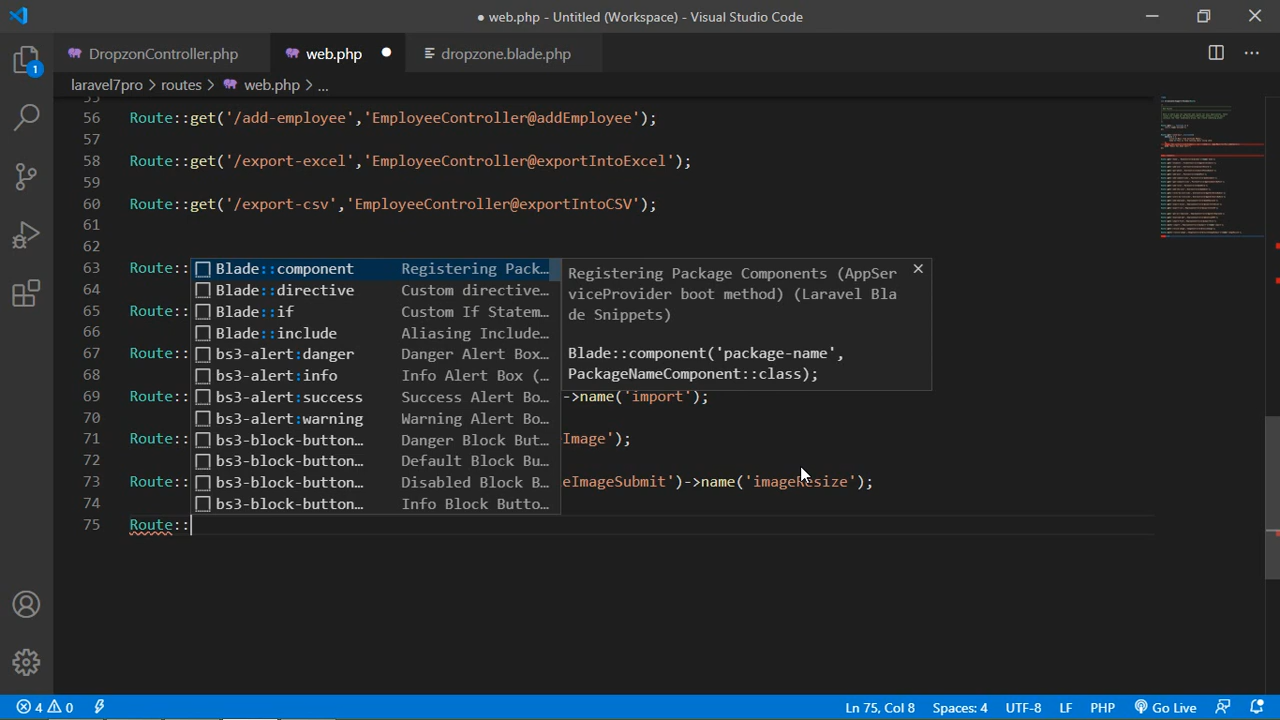 ● web.php - Untitled (Workspace) - Visual Studio Code
DropzonController.php web.php ● dropzone.blade.php
1
laravel7pro > routes > web.php > ...
55
56 Route::get('/add-employee','EmployeeController@addEmployee');
57
58 Route::get('/export-excel','EmployeeController@exportIntoExcel');
59
60 Route::get('/export-csv','EmployeeController@exportIntoCSV');
61
62
63 Route:: Blade::component Registering Pack…
64 Blade::directive Custom directive…
65 Route:: Blade::if Custom If Statem…
66 Blade::include Aliasing Include…
67 Route:: bs3-alert:danger Danger Alert Box…
68 bs3-alert:info Info Alert Box (…
69 Route:: bs3-alert:success Success Alert Bo… ->name('import');
70 bs3-alert:warning Warning Alert Bo…
71 Route:: bs3-block-button… Danger Block But… Image');
72 bs3-block-button… Default Block Bu…
73 Route:: bs3-block-button… Disabled Block B… eImageSubmit')->name('imageResize');
74 bs3-block-button… Info Block Butto…
75 Route::
Registering Package Components (AppSer
viceProvider boot method) (Laravel Bla
de Snippets)
Blade::component('package-name',
PackageNameComponent::class);
4 0 Ln 75, Col 8 Spaces: 4 UTF-8 LF PHP Go Live